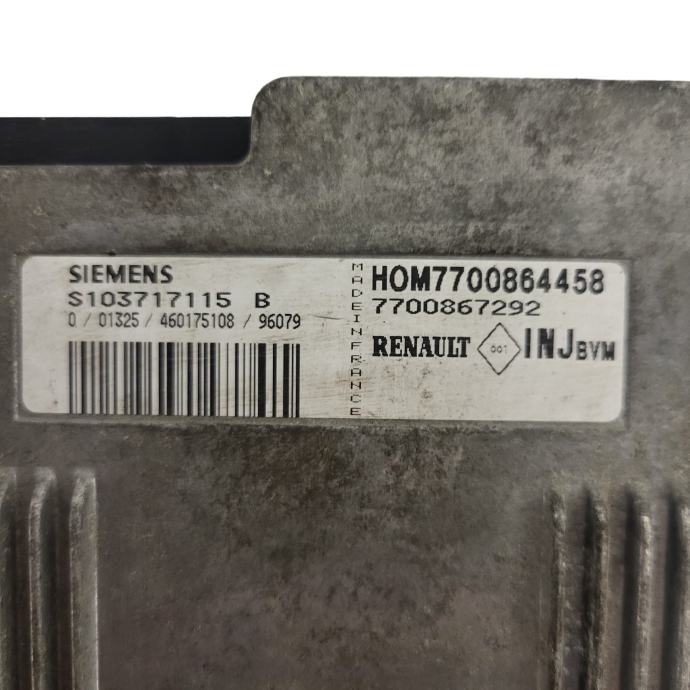 SIEMENS
S103717115 B
0 / 01325 / 460175108 / 96079
MADE IN FRANCE
HOM7700864458
7700867292
RENAULT 001 INJ BVM